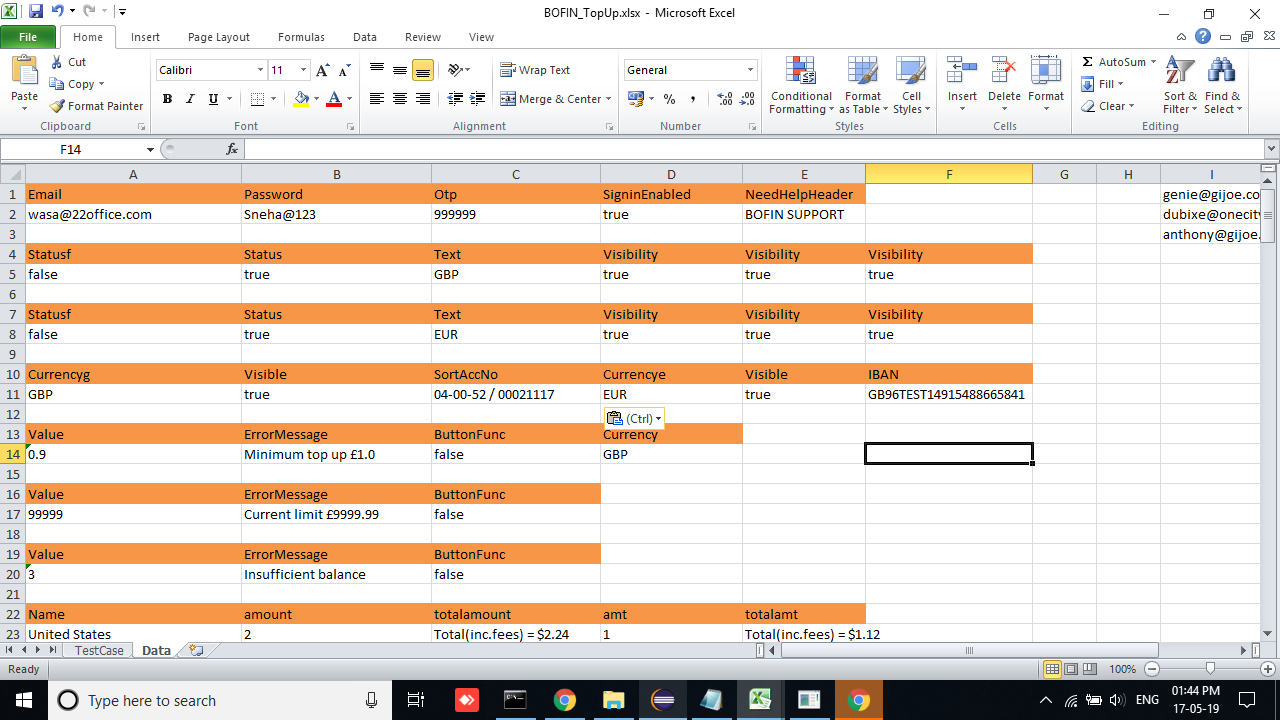 BOFIN_TopUp.xlsx - Microsoft Excel
File Home Insert Page Layout Formulas Data Review View
Paste
Cut
Copy
Format Painter
Clipboard
Calibri 11
B I U
A A
Font
Wrap Text
Merge & Center
Alignment
General
% ,
Number
Conditional Formatting
Format as Table
Cell Styles
Styles
Insert Delete Format
Cells
Σ AutoSum
Fill
Clear
Sort & Filter
Find & Select
Editing
F14 fx
A B C D E F G H I
1 Email Password Otp SigninEnabled NeedHelpHeader genie@gijoe.co
2 wasa@22office.com Sneha@123 999999 true BOFIN SUPPORT dubixe@onecity
3 anthony@gijoe.
4 Statusf Status Text Visibility Visibility Visibility
5 false true GBP true true true
6
7 Statusf Status Text Visibility Visibility Visibility
8 false true EUR true true true
9
10 Currencyg Visible SortAccNo Currencye Visible IBAN
11 GBP true 04-00-52 / 00021117 EUR true GB96TEST14915488665841
12 (Ctrl)
13 Value ErrorMessage ButtonFunc Currency
14 0.9 Minimum top up £1.0 false GBP
15
16 Value ErrorMessage ButtonFunc
17 99999 Current limit £9999.99 false
18
19 Value ErrorMessage ButtonFunc
20 3 Insufficient balance false
21
22 Name amount totalamount amt totalamt
23 United States 2 Total(inc.fees) = $2.24 1 Total(inc.fees) = $1.12
TestCase Data
Ready 100%
Type here to search
ENG
01:44 PM
17-05-19